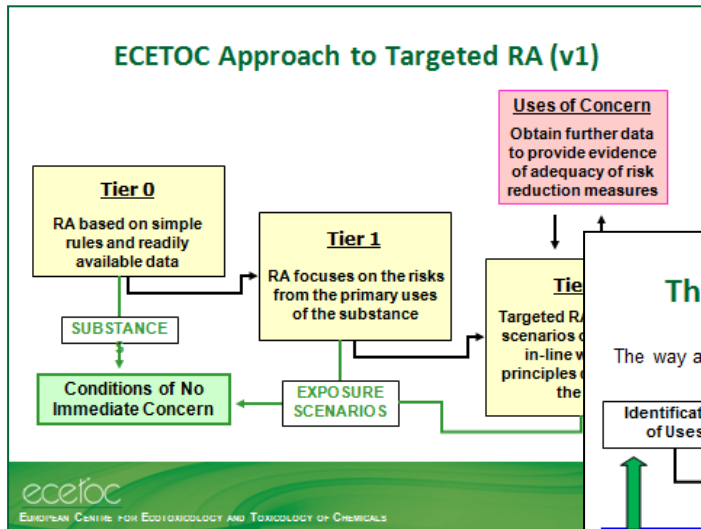 ECETOC Approach to Targeted RA (v1)
Uses of Concern
Obtain further data
to provide evidence
of adequacy of risk
reduction measures
Tier 0
RA based on simple
rules and readily
available data
Tier 1
RA focuses on the risks
from the primary uses
of the substance
Tie
Targeted RA
scenarios o
in-line w
principles
the
SUBSTANCE
Conditions of No
Immediate Concern
EXPOSURE
SCENARIOS
ecetoc
EUROPEAN CENTRE FOR ECOTOXICOLOGY AND TOXICOLOGY OF CHEMICALS
Th
The way a
Identificat
of Uses